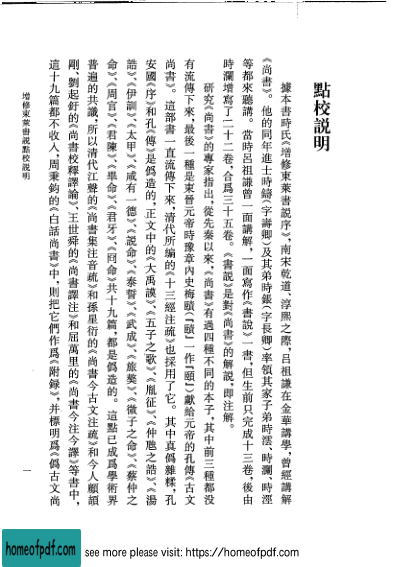 點校説明
據本書時氏《增修東萊書説序》，南宋乾道、淳熙之際，吕祖謙在金華講學，曾經講解
《尚書》。他的同年進士時鑄（字壽卿）及其弟時鋹（字長卿）率領其家子弟時澐、時瀾、時涇
等都來聽講。當時吕祖謙曾一面講解，一面寫作《書説》一書，但生前只完成十三卷，後由
時瀾增寫了二十二卷，合爲三十五卷。《書説》是對《尚書》的解説，即注解。
研究《尚書》的專家指出，從先秦以來，《尚書》有過四種不同的本子，其中前三種都没
有流傳下來，最後一種是東晉元帝時豫章内史梅賾（「賾」一作「頤」）獻給元帝的孔傳《古文
尚書》。這部書一直流傳下來，清代所編的《十三經注疏》也採用了它。其中真僞雜糅，孔
安國《序》和孔《傳》是僞造的，正文中的《大禹謨》、《五子之歌》、《胤征》、《仲虺之誥》、《湯
誥》、《伊訓》、《太甲》、《咸有一德》、《説命》、《泰誓》、《武成》、《旅獒》、《微子之命》、《蔡仲之
命》、《周官》、《君陳》、《畢命》、《君牙》、《冏命》共十九篇，都是僞造的。這點已成爲學術界
普遍的共識，所以清代江聲的《尚書集注音疏》和孫星衍的《尚書今古文注疏》和今人顧頡
剛、劉起釪的《尚書校釋譯論》、王世舜的《尚書譯注》和屈萬里的《尚書今注今譯》等書中，
這十九篇都不收入，周秉鈞的《白話尚書》中，則把它們作爲《附録》，并標明爲《僞古文尚
增修東萊書説點校説明
一
homeofpdf.com
see more please visit: https://homeofpdf.com